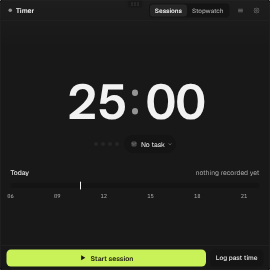 Timer
Sessions Stopwatch
25:00
No task
Today nothing recorded yet
06 09 12 15 18 21
Start session Log past time